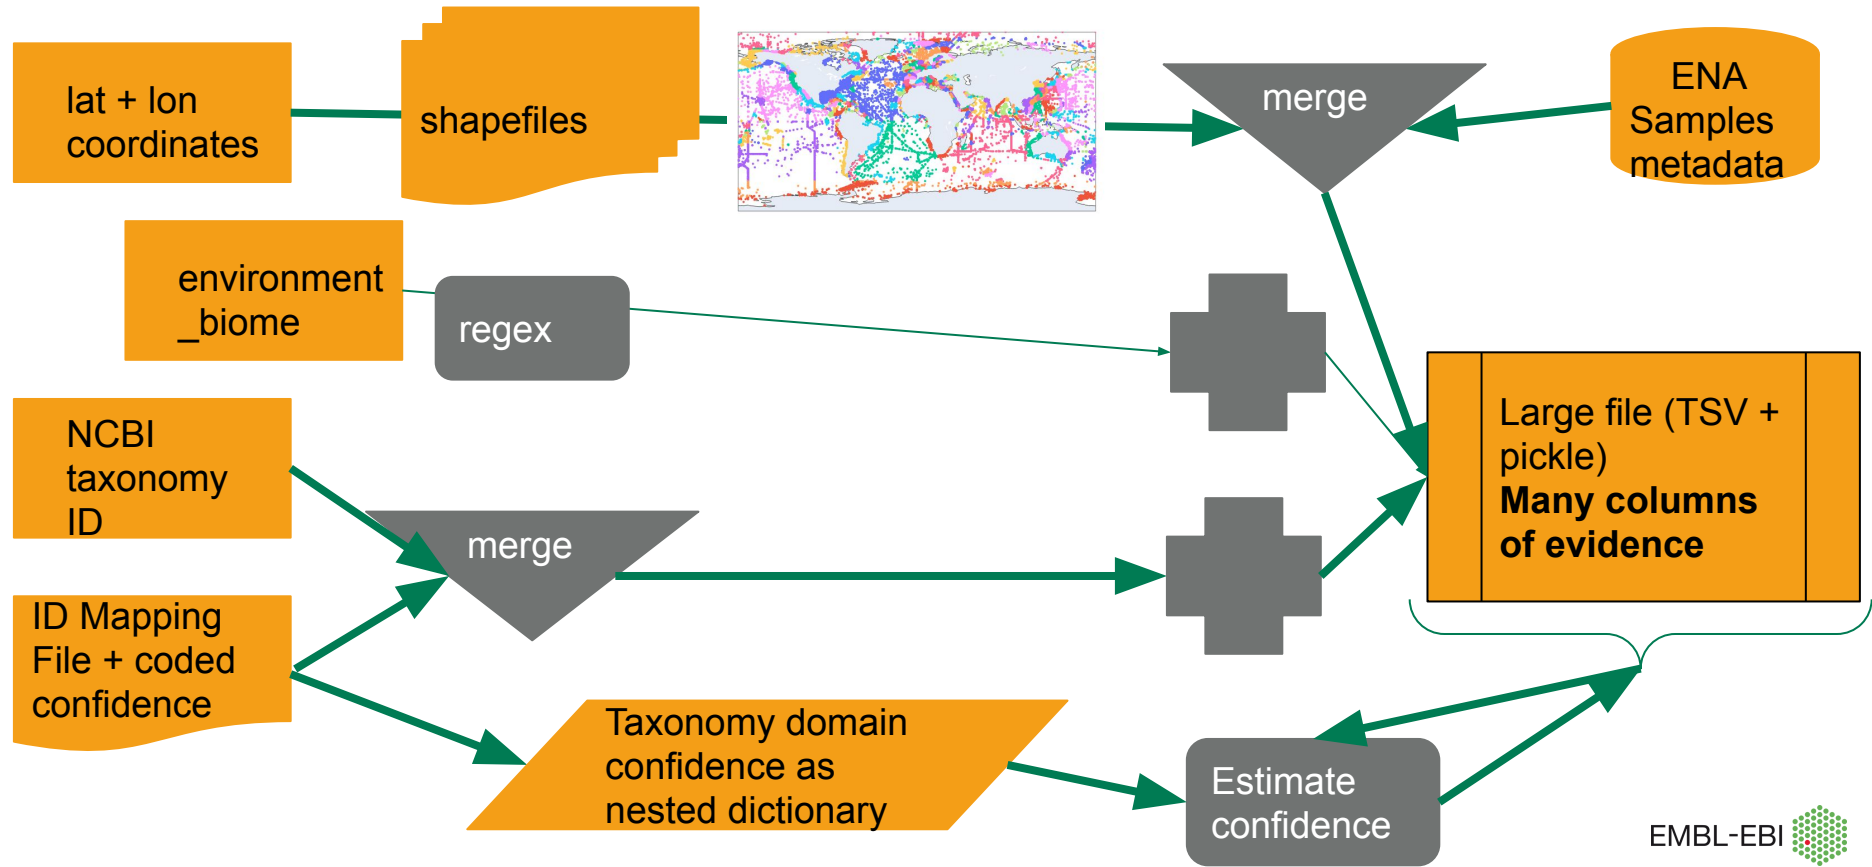 lat + lon
coordinates
shapefiles
merge
ENA
Samples
metadata
environment
_biome
regex
NCBI
taxonomy
ID
merge
Large file (TSV +
pickle)
Many columns
of evidence
ID Mapping
File + coded
confidence
Taxonomy domain
confidence as
nested dictionary
Estimate
confidence
EMBL-EBI